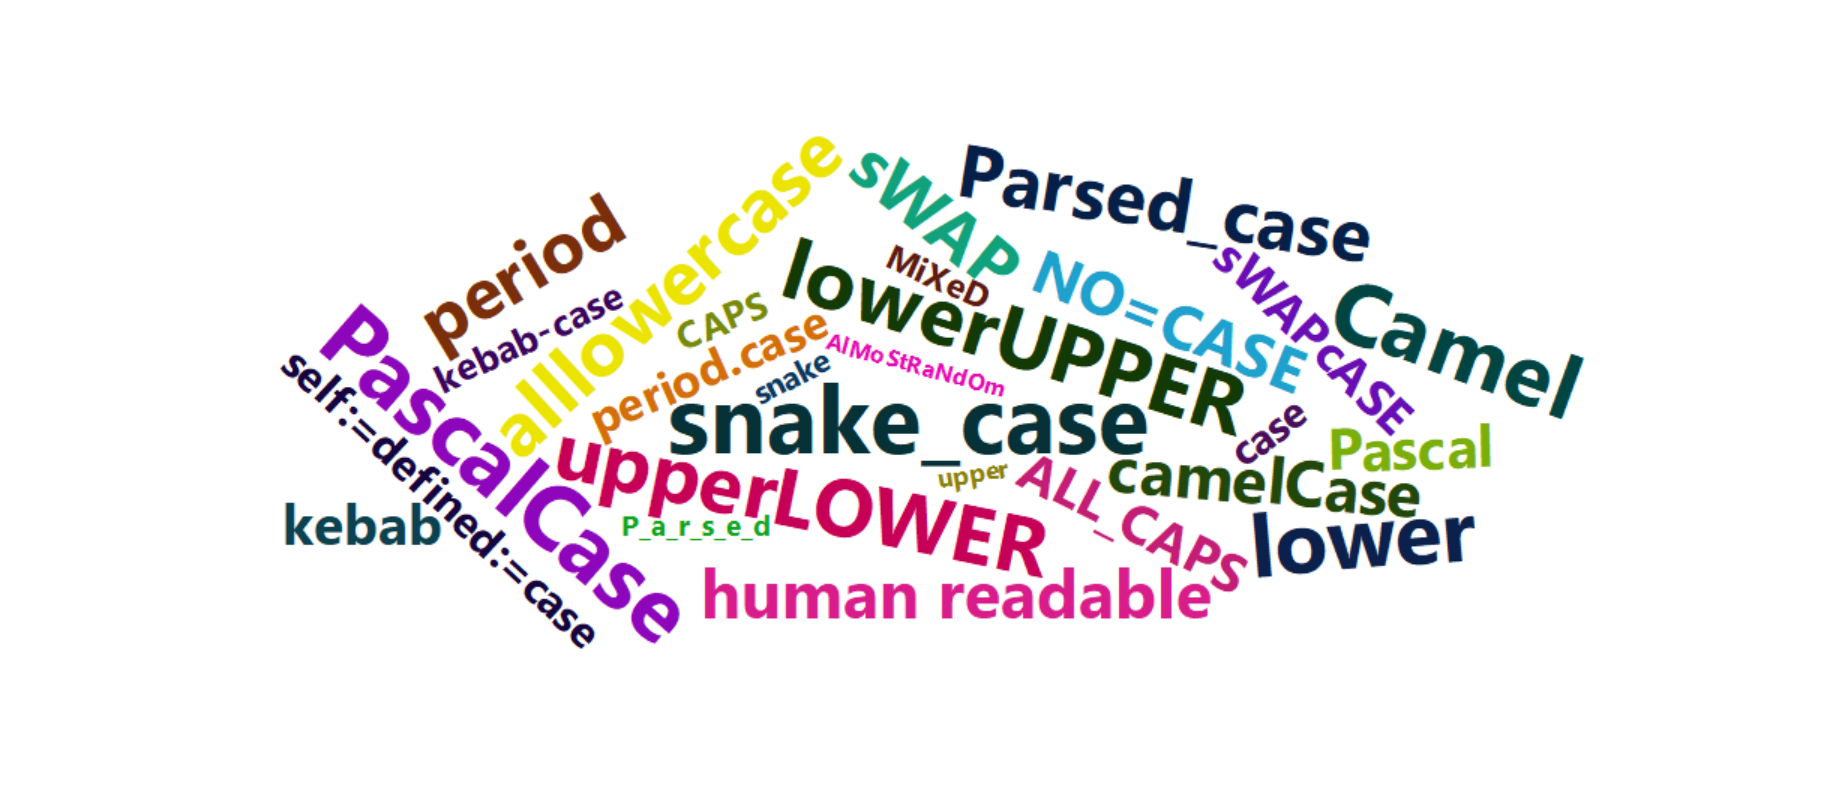 alllowercase
sWAP
Parsed_case
period
sWAPcASE
MiXeD
NO=CASE
Camel
lowerUPPER
kebab-case
CAPS
PascalCase
period.case
AlMoStRaNdOm
snake
self:=defined:=case
snake_case
case
Pascal
upperLOWER
upper
ALL_CAPS
camelCase
kebab
P_a_r_s_e_d
lower
human readable